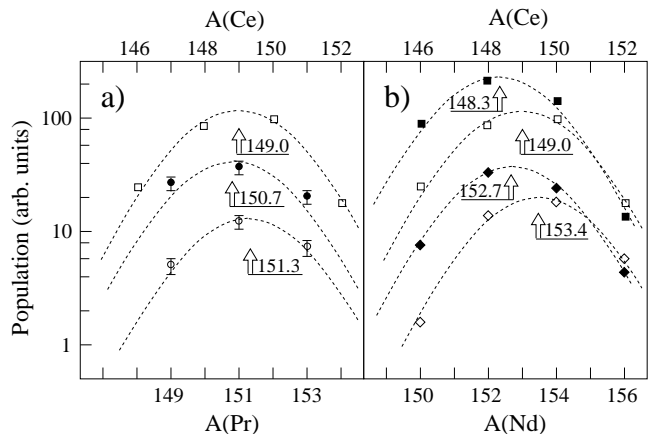 A(Ce) A(Ce)
146 148 150 152 146 148 150 152
a) b)
Population (arb. units)
100
10
1
149.0
150.7
151.3
148.3
149.0
152.7
153.4
149 151 153 150 152 154 156
A(Pr) A(Nd)